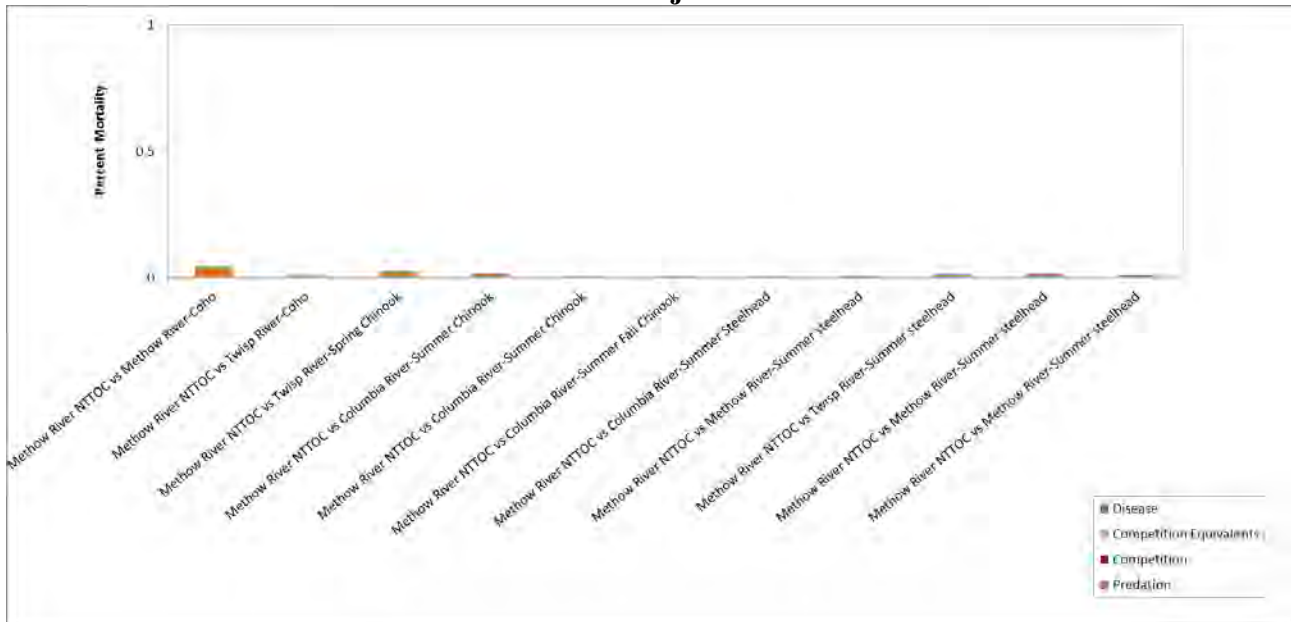 1
Percent Mortality
0.5
0
Methow River NTTOC vs Methow River-Coho
Methow River NTTOC vs Twisp River-Coho
Methow River NTTOC vs Twisp River-Spring Chinook
Methow River NTTOC vs Columbia River-Summer Chinook
Methow River NTTOC vs Columbia River-Summer Chinook
Methow River NTTOC vs Columbia River-Summer Fall Chinook
Methow River NTTOC vs Columbia River-Summer Steelhead
Methow River NTTOC vs Methow River-Summer steelhead
Methow River NTTOC vs Twisp River-Summer steelhead
Methow River NTTOC vs Methow River-Summer steelhead
Methow River NTTOC vs Methow River-Summer steelhead
Disease
Competition Equivalents
Competition
Predation